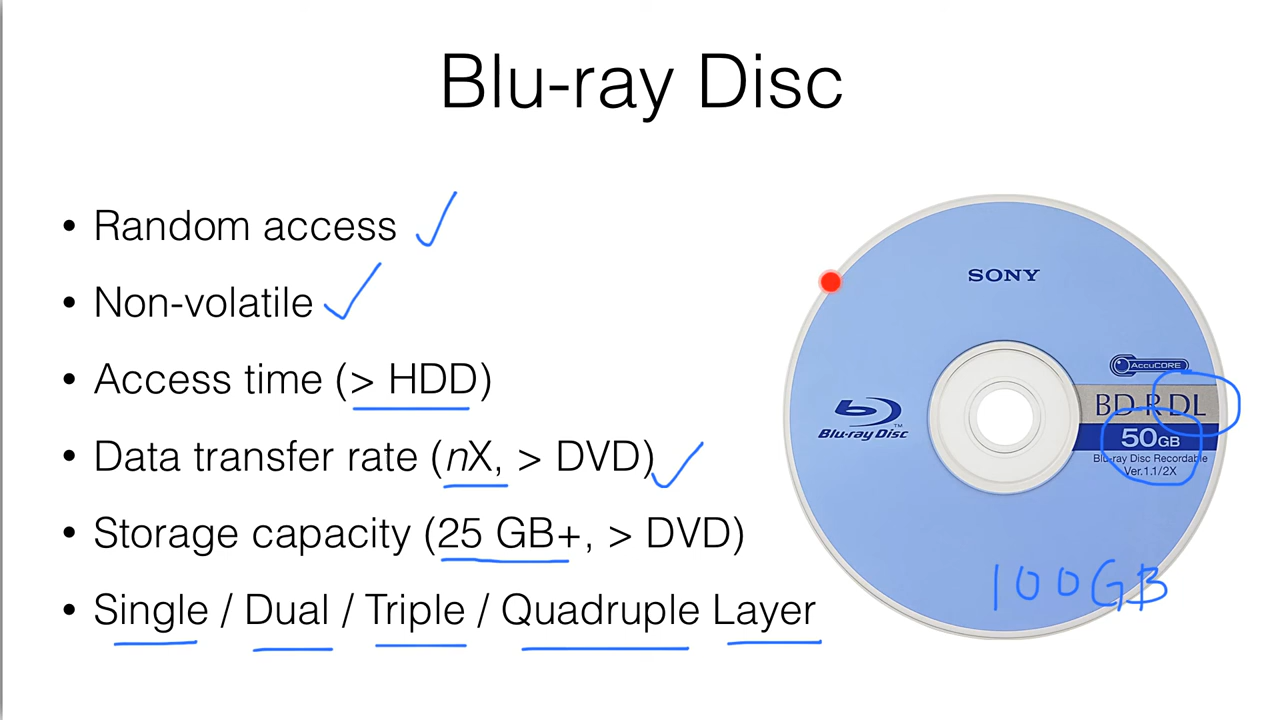 Blu-ray Disc
• Random access
• Non-volatile
• Access time (> HDD)
• Data transfer rate (nX, > DVD)
• Storage capacity (25 GB+, > DVD)
• Single / Dual / Triple / Quadruple Layer
SONY
AccuCORE
BD-R DL
50GB
Blu-ray Disc Recordable
Ver.1.1/2X
Blu-ray Disc TM
100GB